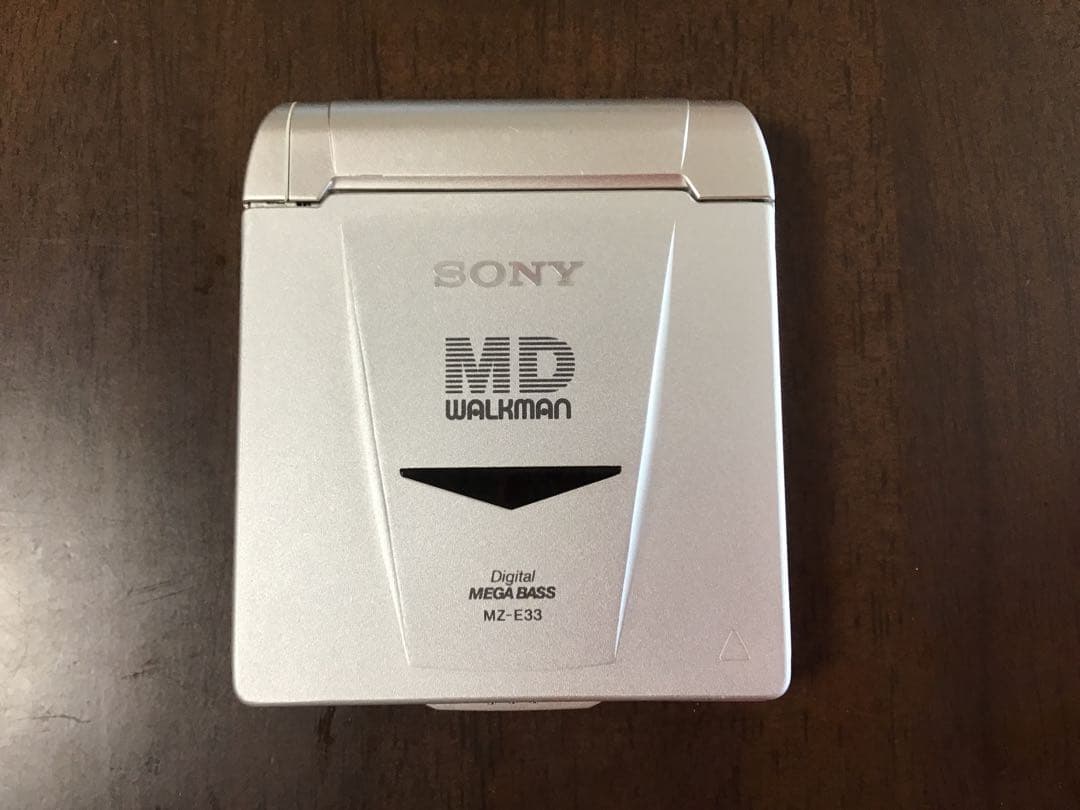 SONY
MD
WALKMAN
Digital
MEGA BASS
MZ-E33